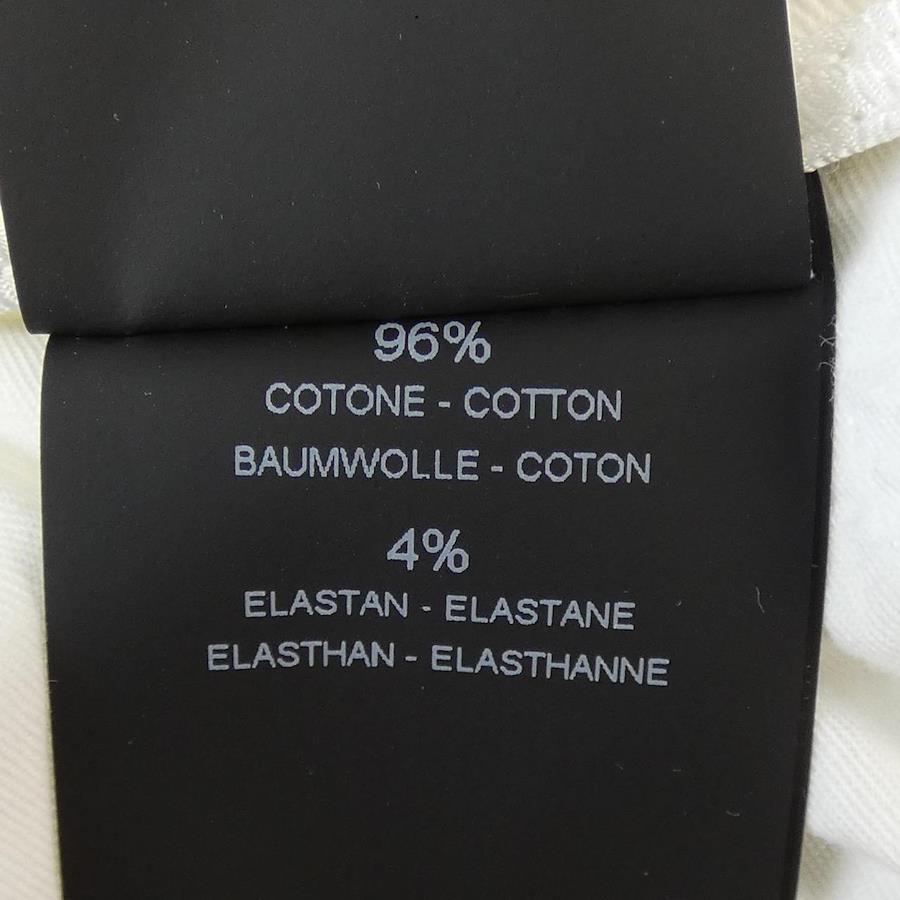 96%
COTONE - COTTON
BAUMWOLLE - COTON
4%
ELASTAN - ELASTANE
ELASTHAN - ELASTHANNE